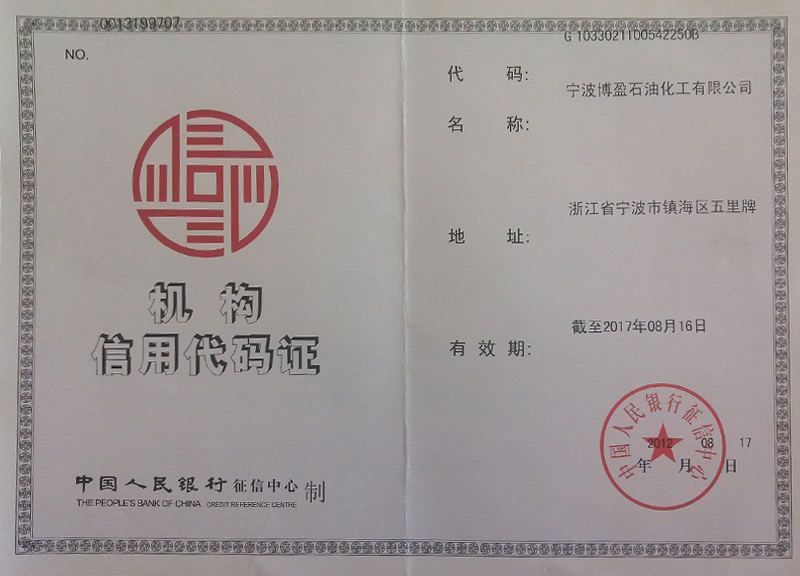 0013199707
NO.
机构
信用代码证
中国人民银行征信中心制
THE PEOPLE'S BANK OF CHINA CREDIT REFERENCE CENTRE
G1033021100542250B
代码:
宁波博盈石油化工有限公司
名称:
浙江省宁波市镇海区五里牌
地址:
截至2017年08月16日
有效期:
中国人民银行征信中心
2012 08 17
年 月 日